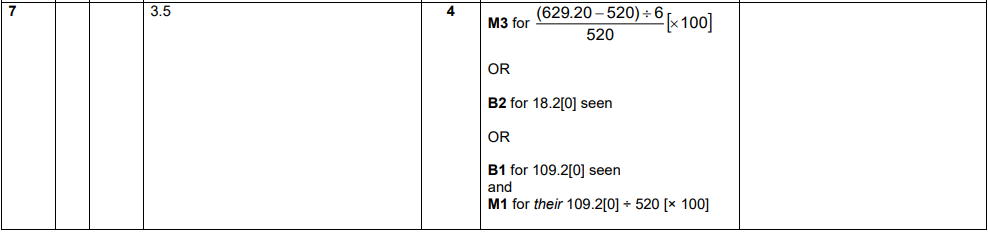 7
3.5
4
M3 for (629.20 – 520) ÷ 6 / 520 [× 100]
OR
B2 for 18.2[0] seen
OR
B1 for 109.2[0] seen
and
M1 for their 109.2[0] ÷ 520 [× 100]